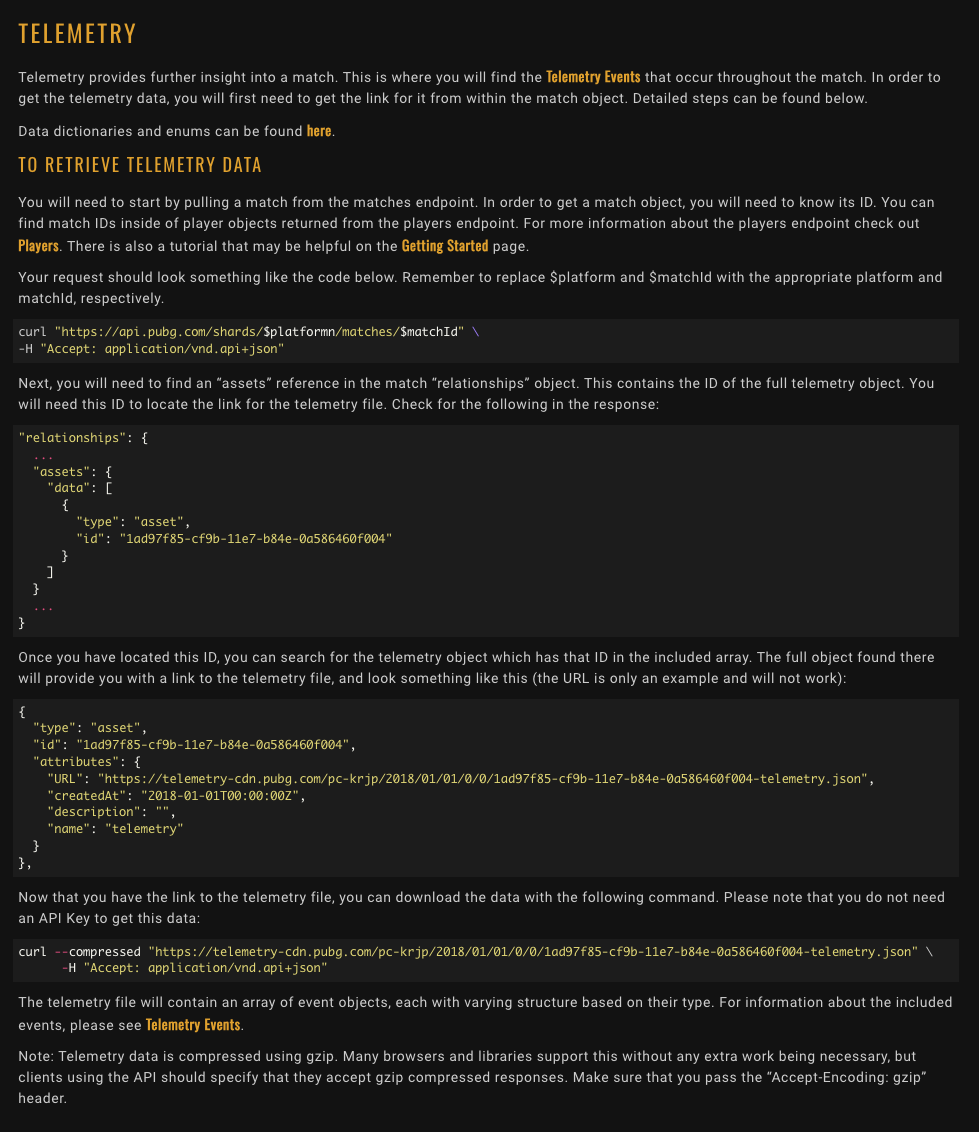 TELEMETRY
Telemetry provides further insight into a match. This is where you will find the Telemetry Events that occur throughout the match. In order to
get the telemetry data, you will first need to get the link for it from within the match object. Detailed steps can be found below.
Data dictionaries and enums can be found here.
TO RETRIEVE TELEMETRY DATA
You will need to start by pulling a match from the matches endpoint. In order to get a match object, you will need to know its ID. You can
find match IDs inside of player objects returned from the players endpoint. For more information about the players endpoint check out
Players. There is also a tutorial that may be helpful on the Getting Started page.
Your request should look something like the code below. Remember to replace $platform and $matchId with the appropriate platform and
matchId, respectively.
curl "https://api.pubg.com/shards/$platformn/matches/$matchId" \
-H "Accept: application/vnd.api+json"
Next, you will need to find an “assets” reference in the match “relationships” object. This contains the ID of the full telemetry object. You
will need this ID to locate the link for the telemetry file. Check for the following in the response:
"relationships": {
  ...
  "assets": {
    "data": [
      {
        "type": "asset",
        "id": "1ad97f85-cf9b-11e7-b84e-0a586460f004"
      }
    ]
  }
  ...
}
Once you have located this ID, you can search for the telemetry object which has that ID in the included array. The full object found there
will provide you with a link to the telemetry file, and look something like this (the URL is only an example and will not work):
{
  "type": "asset",
  "id": "1ad97f85-cf9b-11e7-b84e-0a586460f004",
  "attributes": {
    "URL": "https://telemetry-cdn.pubg.com/pc-krjp/2018/01/01/0/0/1ad97f85-cf9b-11e7-b84e-0a586460f004-telemetry.json",
    "createdAt": "2018-01-01T00:00:00Z",
    "description": "",
    "name": "telemetry"
  }
},
Now that you have the link to the telemetry file, you can download the data with the following command. Please note that you do not need
an API Key to get this data:
curl --compressed "https://telemetry-cdn.pubg.com/pc-krjp/2018/01/01/0/0/1ad97f85-cf9b-11e7-b84e-0a586460f004-telemetry.json" \
      -H "Accept: application/vnd.api+json"
The telemetry file will contain an array of event objects, each with varying structure based on their type. For information about the included
events, please see Telemetry Events.
Note: Telemetry data is compressed using gzip. Many browsers and libraries support this without any extra work being necessary, but
clients using the API should specify that they accept gzip compressed responses. Make sure that you pass the “Accept-Encoding: gzip”
header.